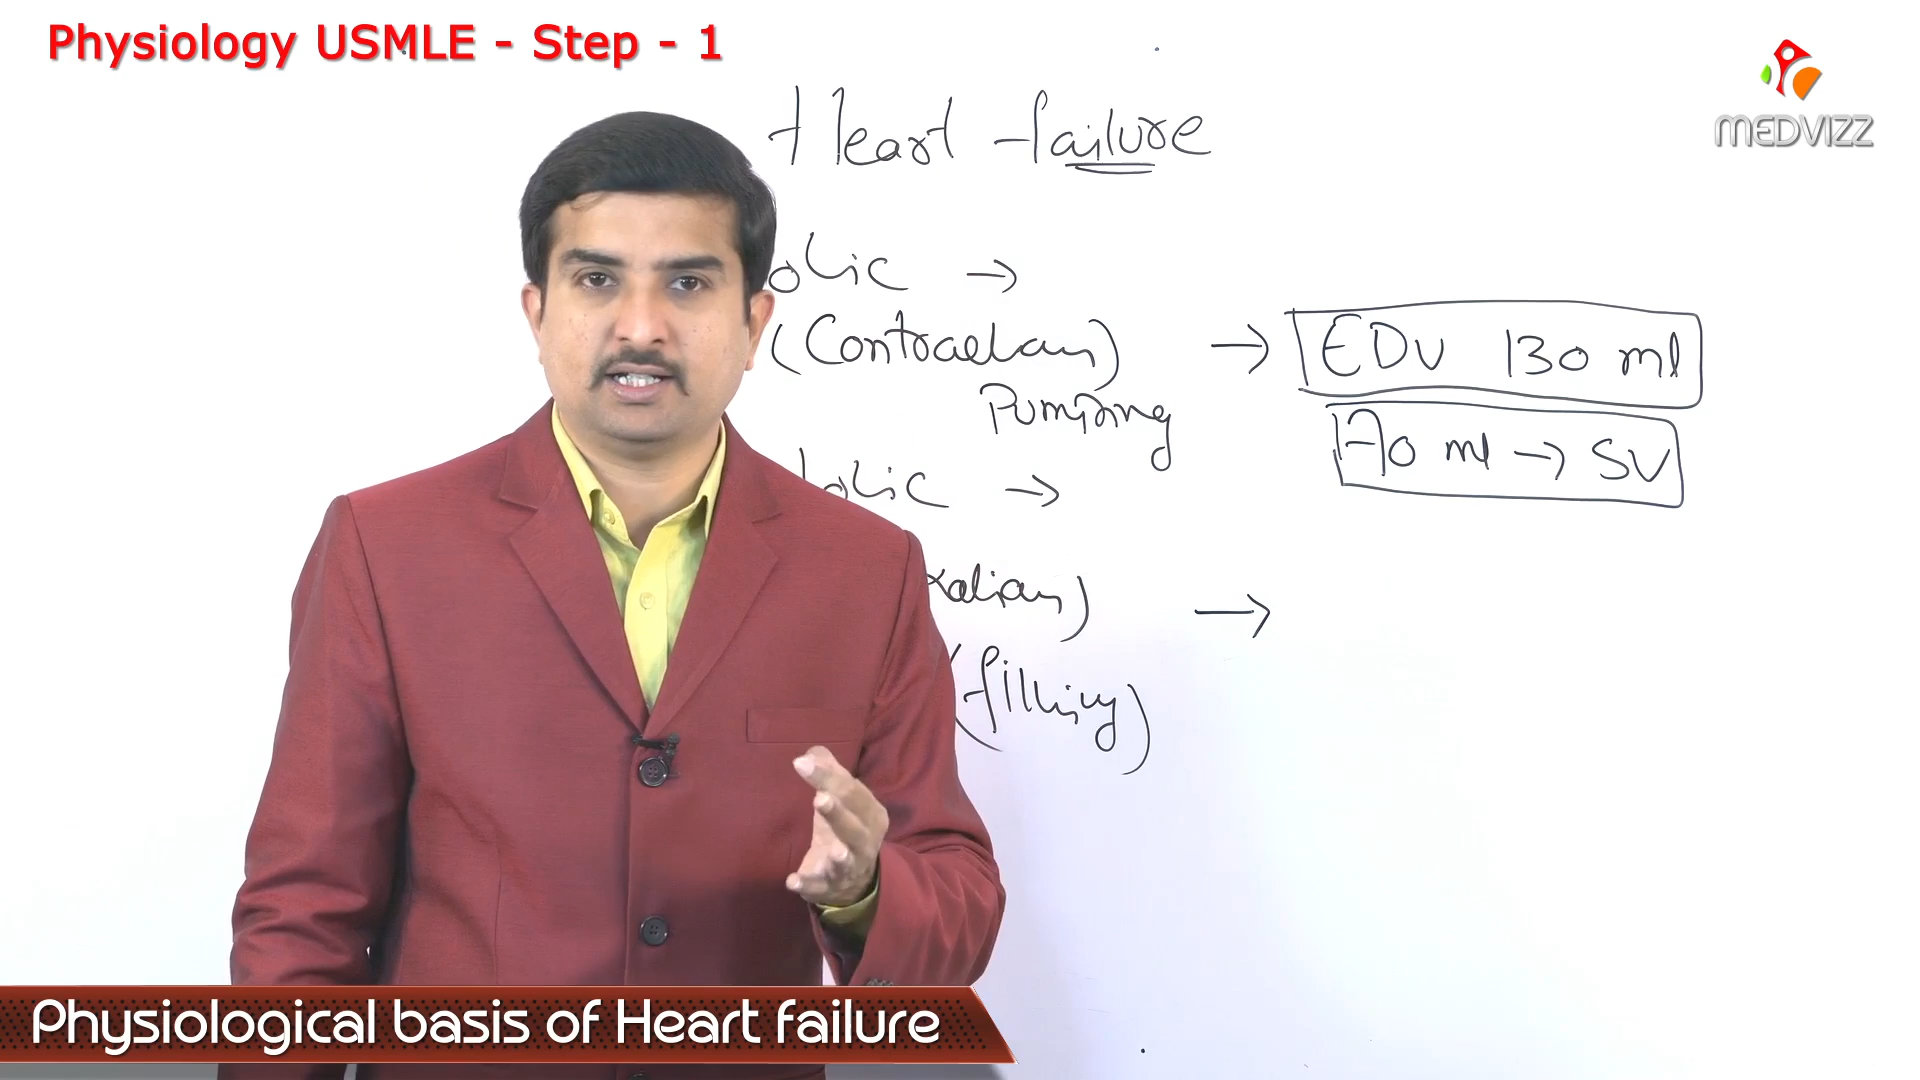 Physiology USMLE - Step - 1
MEDVIZZ
Heart failure
olic →
(Contraction)
Pumping
→ EDV 130 ml
70 ml → SV
olic →
xation) →
(filling)
Physiological basis of Heart failure